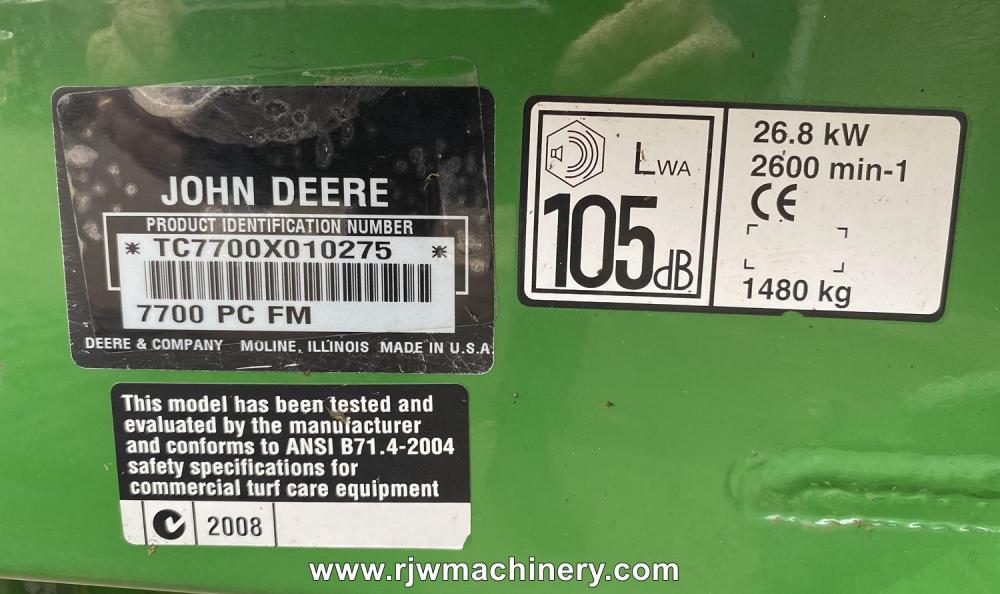 JOHN DEERE
PRODUCT IDENTIFICATION NUMBER
* TC7700X010275 *
7700 PC FM
DEERE & COMPANY MOLINE, ILLINOIS MADE IN U.S.A.
LWA
105dB
26.8 kW
2600 min-1
CE
1480 kg
This model has been tested and
evaluated by the manufacturer
and conforms to ANSI B71.4-2004
safety specifications for
commercial turf care equipment
2008
www.rjwmachinery.com